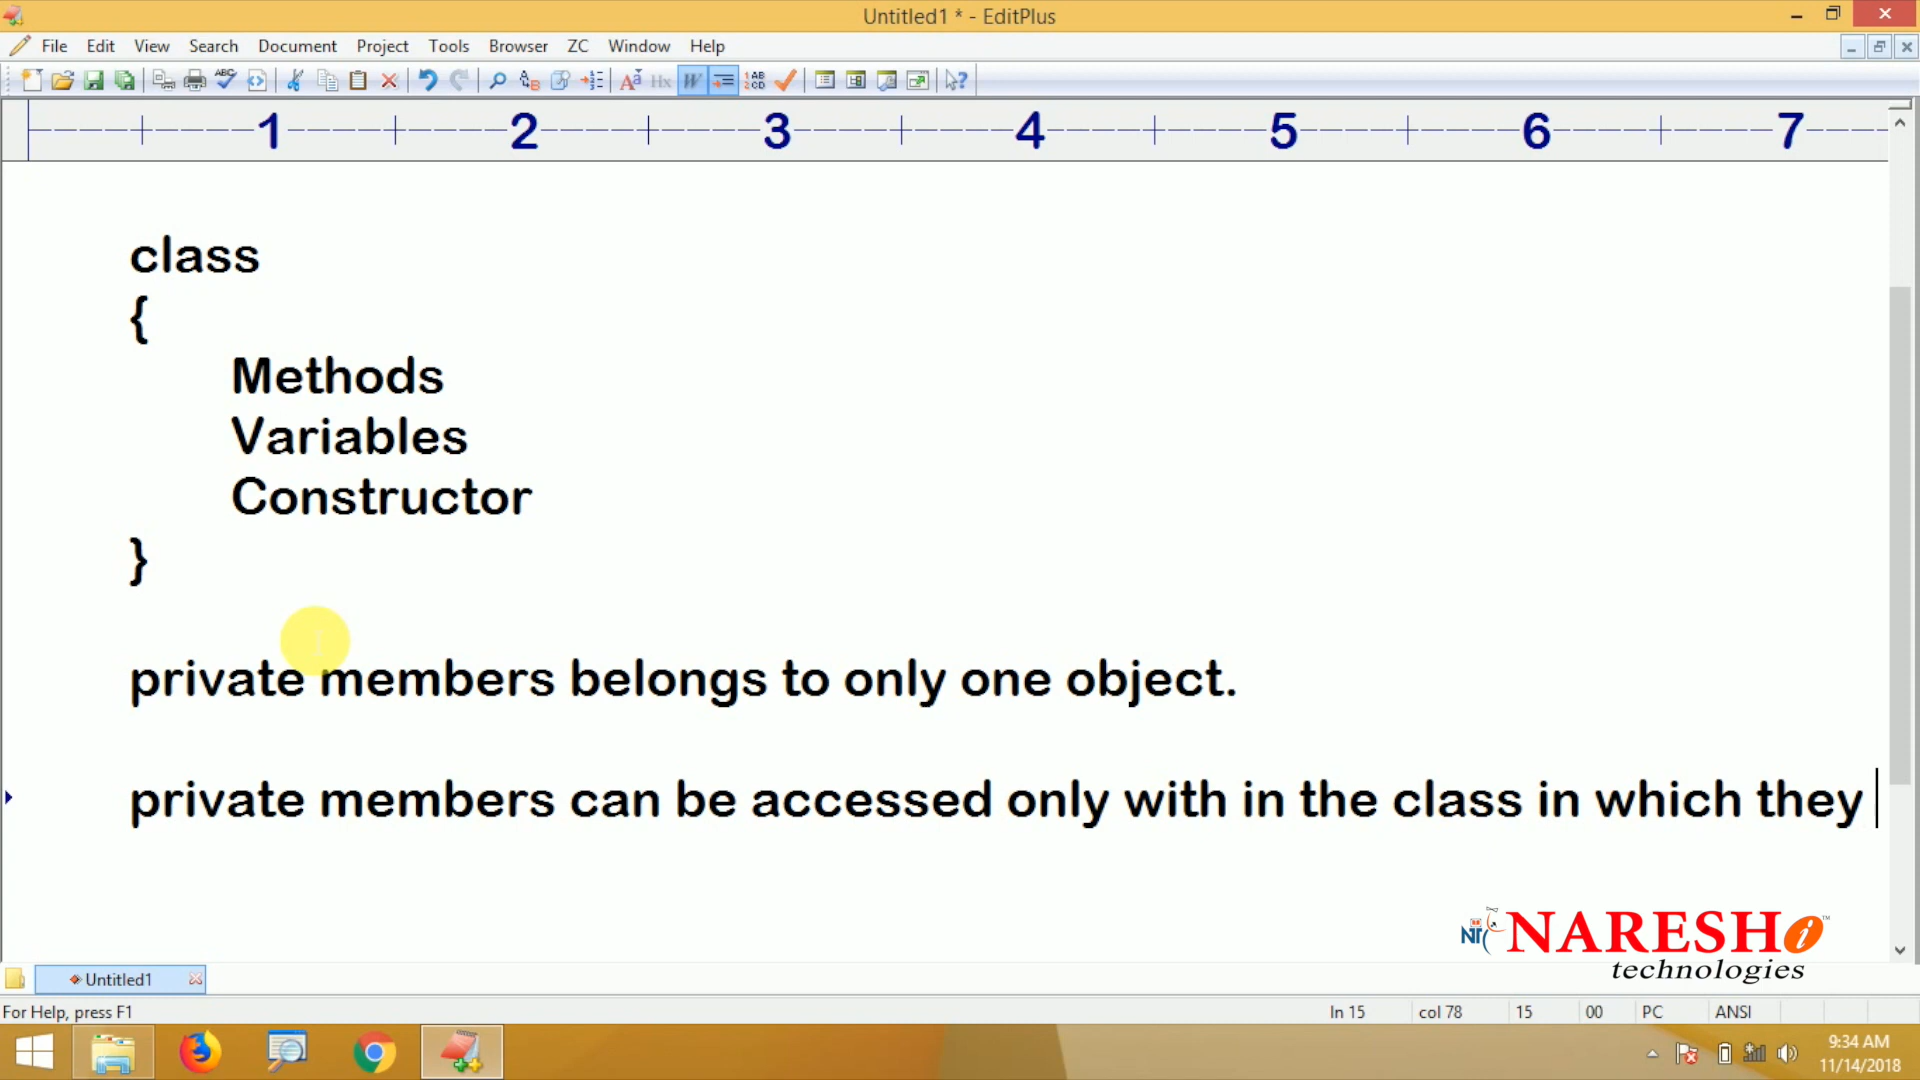 Untitled1 * - EditPlus
File Edit View Search Document Project Tools Browser ZC Window Help
1 2 3 4 5 6 7
class
{
Methods
Variables
Constructor
}
private members belongs to only one object.
private members can be accessed only with in the class in which they
NARESH i
technologies
Untitled1
For Help, press F1
ln 15 col 78 15 00 PC ANSI
9:34 AM
11/14/2018